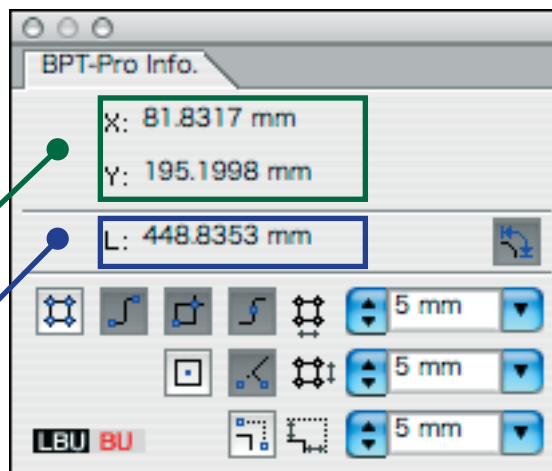 BPT-Pro Info.
X: 81.8317 mm
Y: 195.1998 mm
L: 448.8353 mm
5 mm
5 mm
LBU BU 5 mm